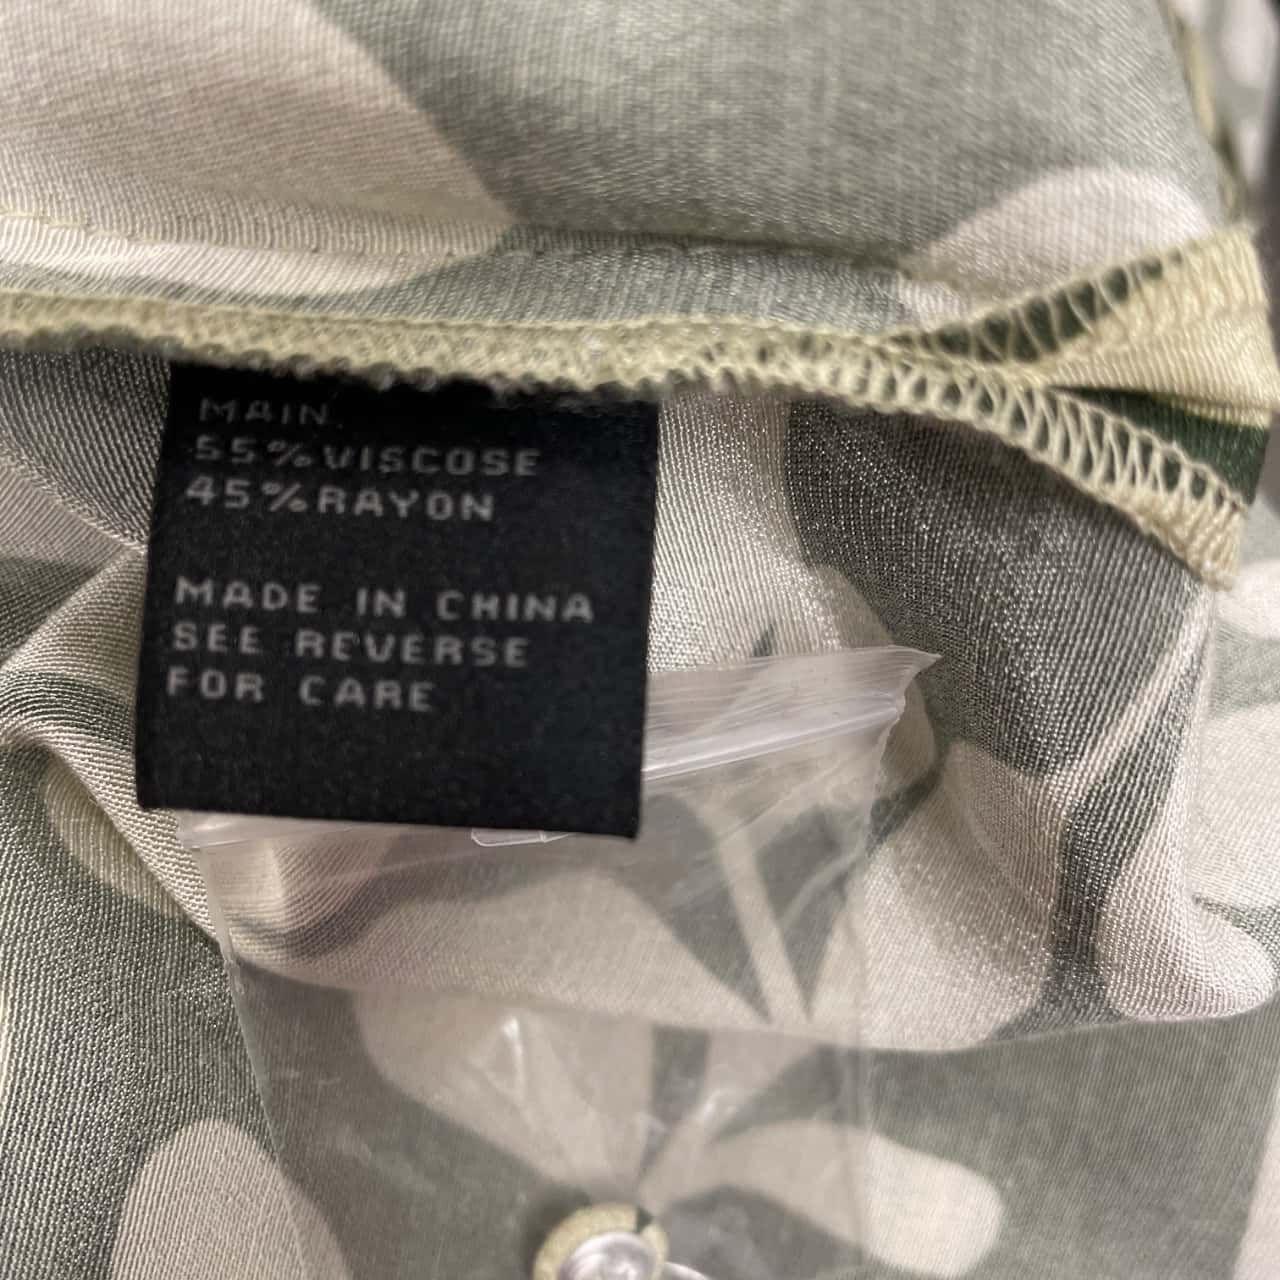 MAIN
55%VISCOSE
45%RAYON
MADE IN CHINA
SEE REVERSE
FOR CARE